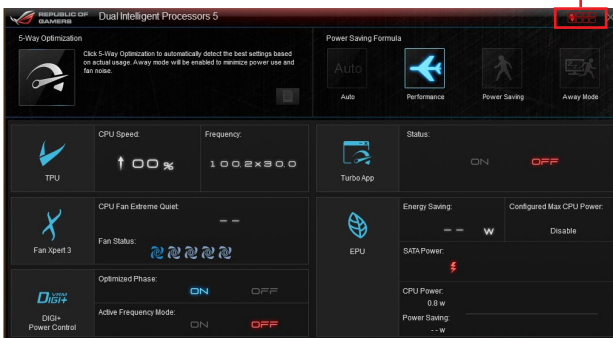 REPUBLIC OF
GAMERS
Dual Intelligent Processors 5
5-Way Optimization
Click 5-Way Optimization to automatically detect the best settings based
on actual usage. Away mode will be enabled to minimize power use and
fan noise.
Power Saving Formula
Auto
Auto
Performance
Power Saving
Away Mode
TPU
CPU Speed:
↑ 00 %
Frequency:
100.2x30.0
Turbo App
Status:
ON OFF
Fan Xpert 3
CPU Fan Extreme Quiet:
--
Fan Status:
EPU
Energy Saving:
-- w
Configured Max CPU Power:
Disable
SATA Power:
CPU Power:
0.8 w
Power Saving:
-- w
DIGI+ VRM
DIGI+
Power Control
Optimized Phase:
ON OFF
Active Frequency Mode:
ON OFF